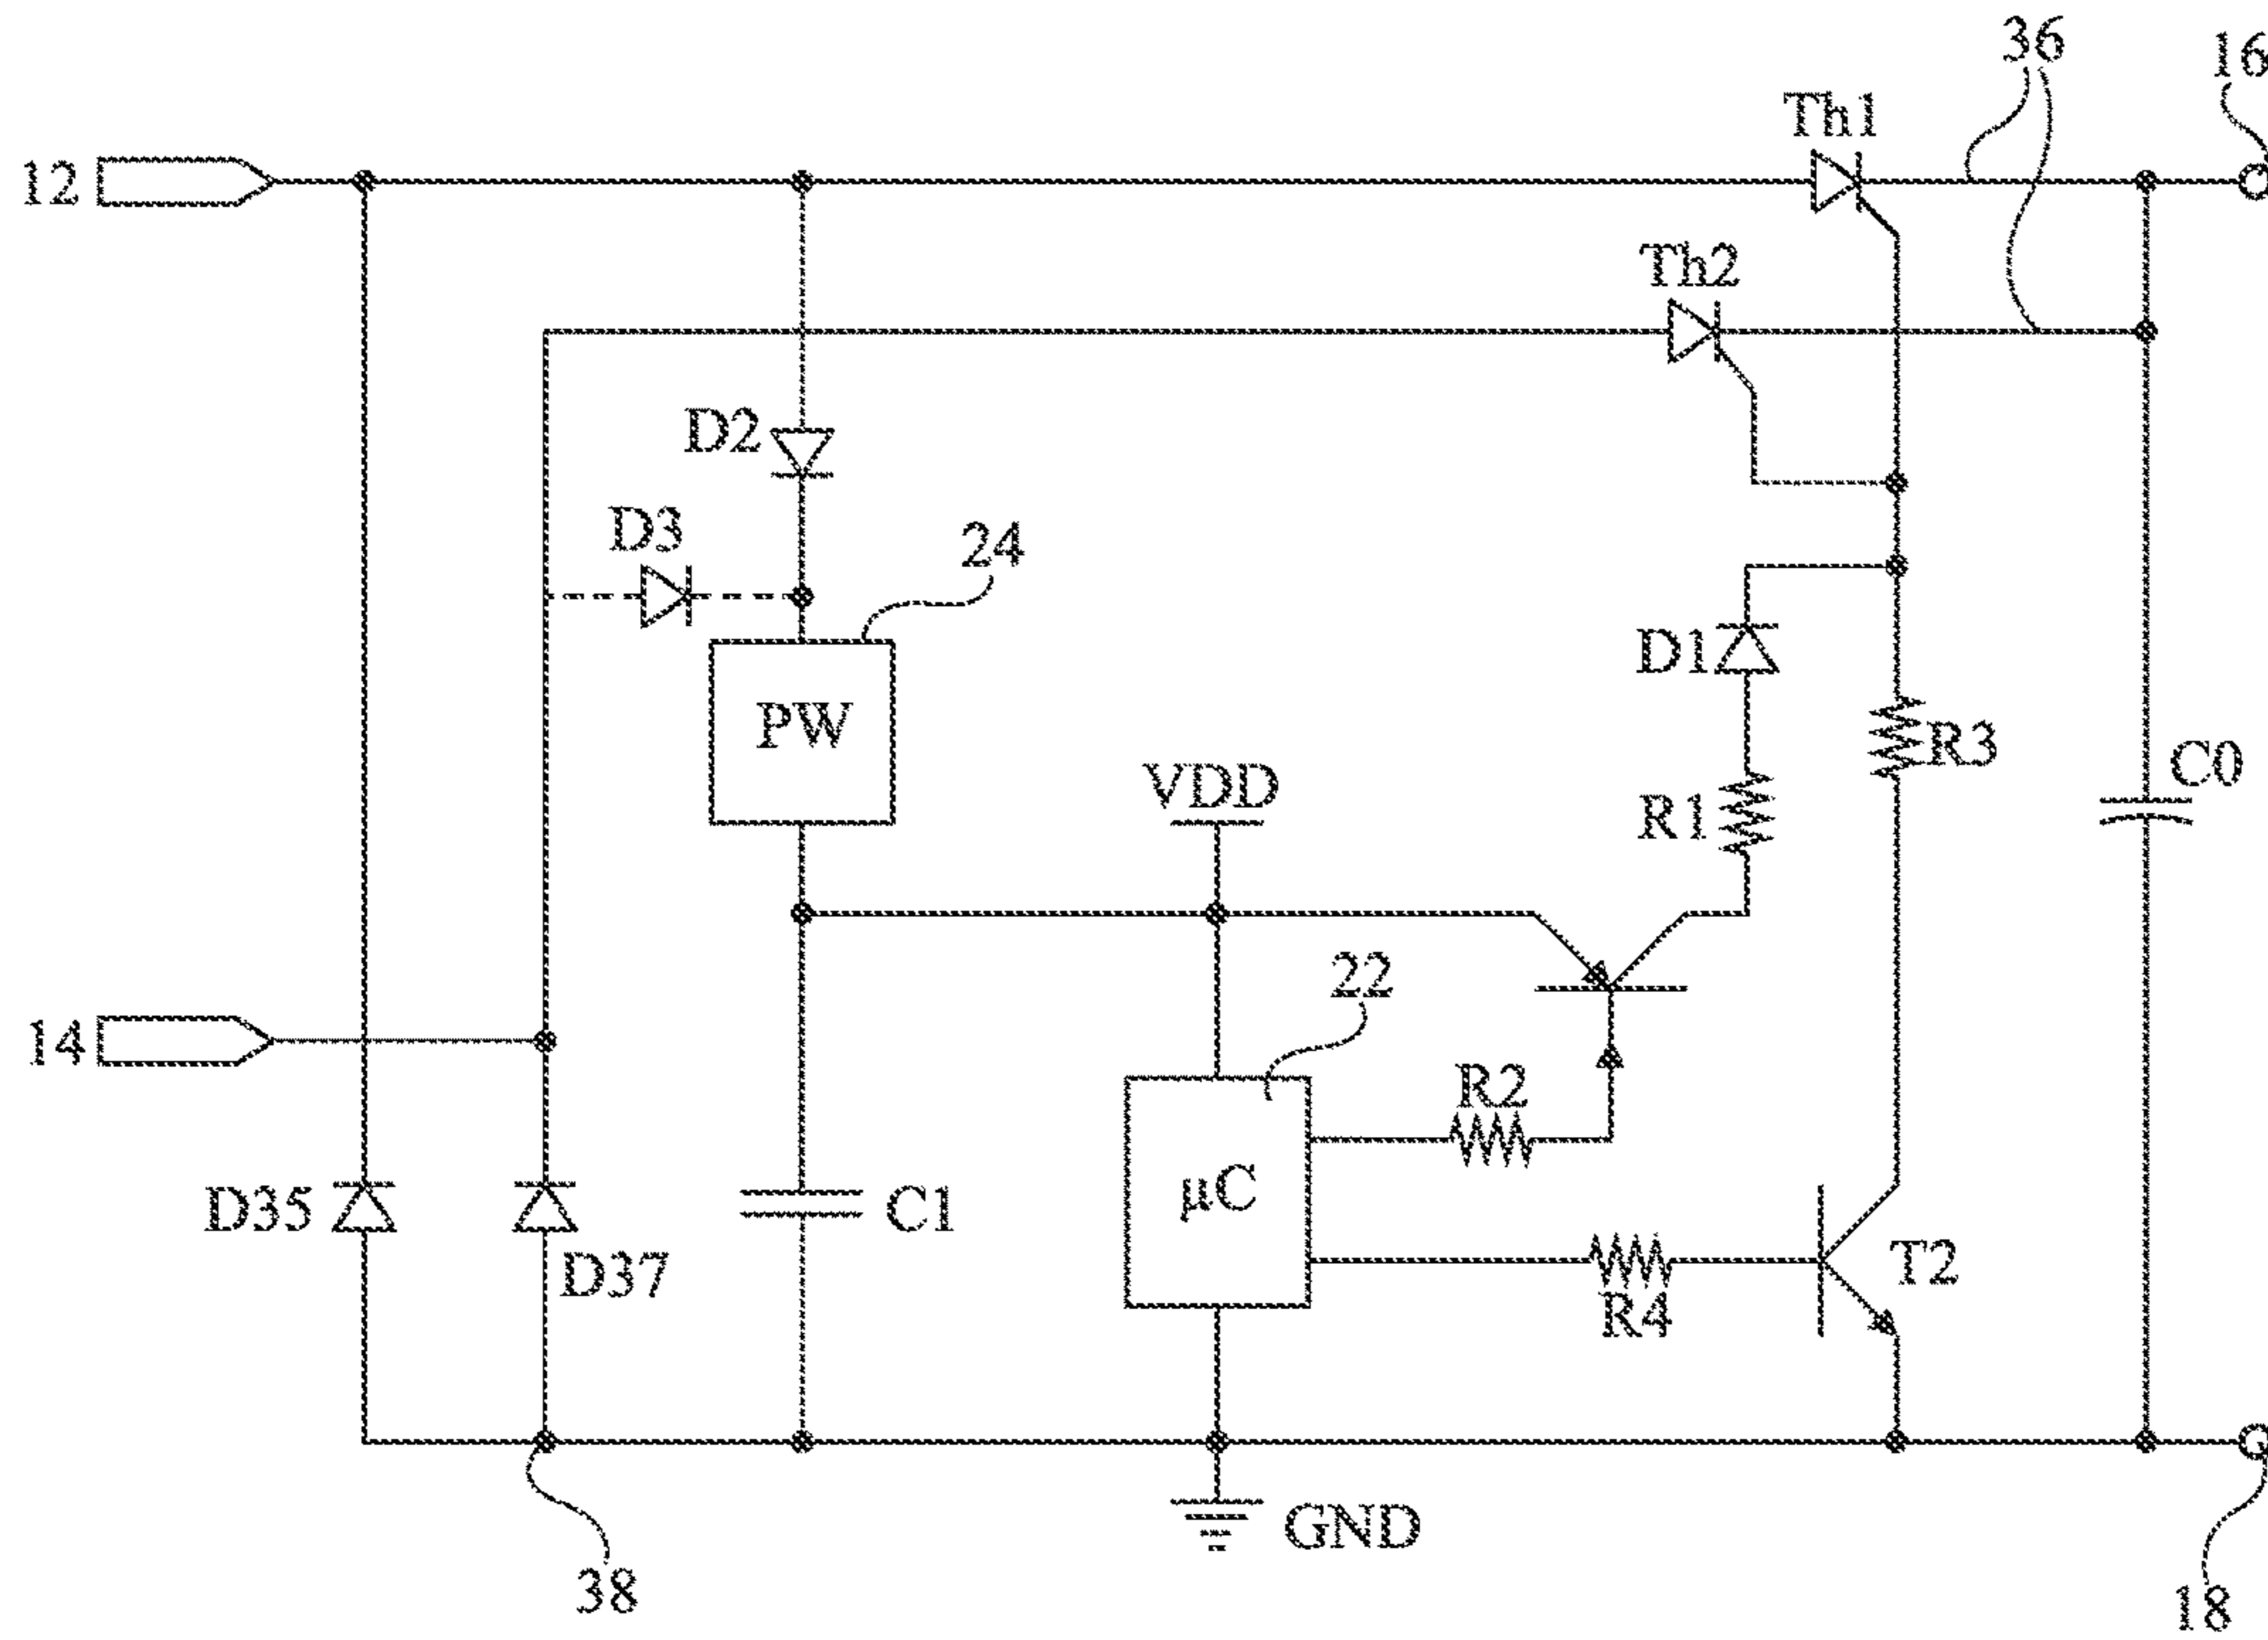 36
16
Th1
12
Th2
D2
D3
24
PW
D1
R3
VDD
R1
C0
22
14
R2
µC
D35
D37
C1
R4
T2
GND
38
18